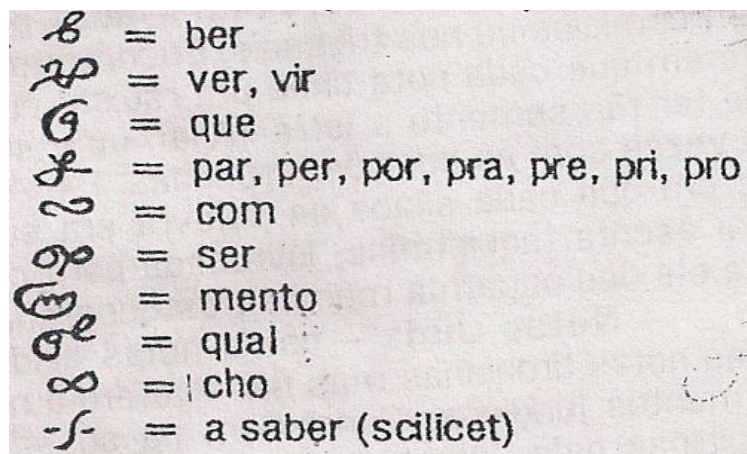 = ber
= ver, vir
= que
= par, per, por, pra, pre, pri, pro
= com
= ser
= mento
= qual
∞ = cho
-ʃ- = a saber (scilicet)